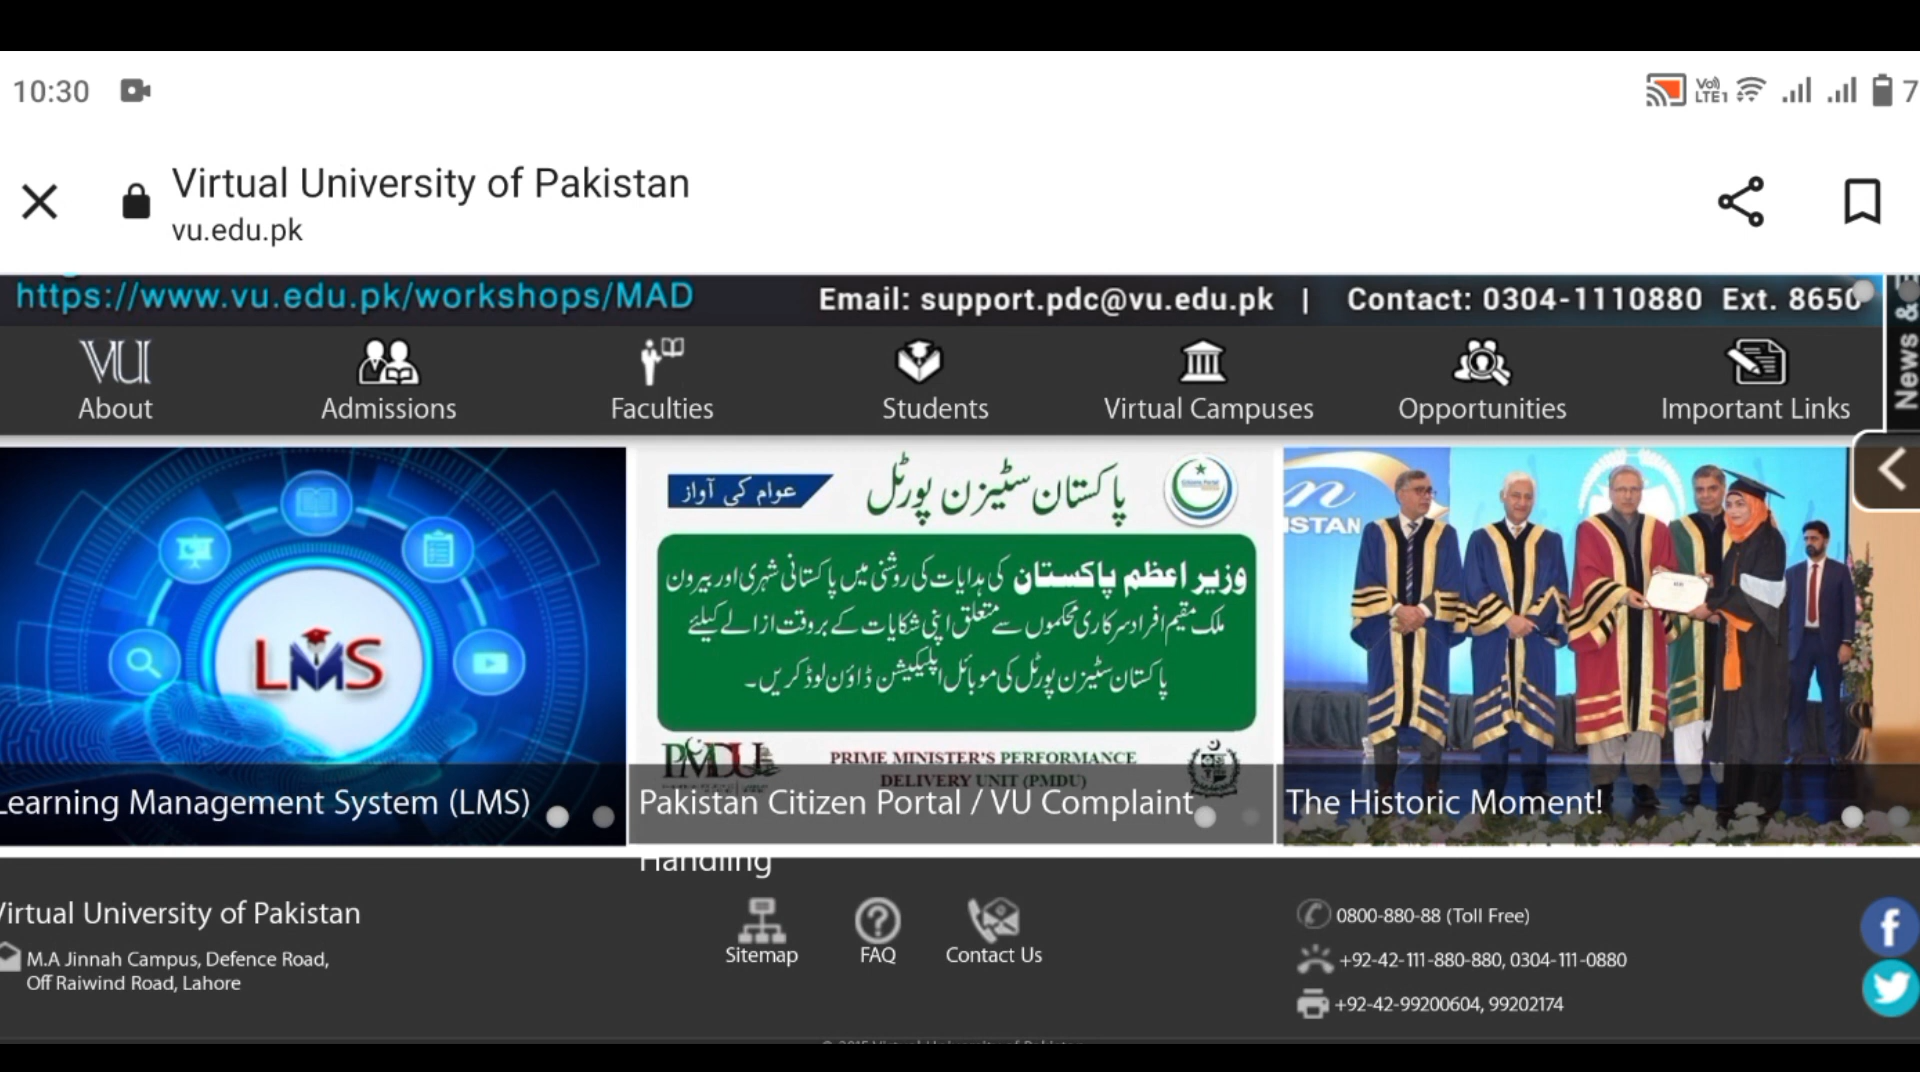 10:30
Vo)) LTE1
7
Virtual University of Pakistan
vu.edu.pk
https://www.vu.edu.pk/workshops/MAD
Email: support.pdc@vu.edu.pk | Contact: 0304-1110880 Ext. 8650
News &
VU
About
Admissions
Faculties
Students
Virtual Campuses
Opportunities
Important Links
LMS
Learning Management System (LMS)
عوام کی آواز
پاکستان سٹیزن پورٹل
وزیر اعظم پاکستان کی ہدایات کی روشنی میں پاکستانی شہری اور بیرون
ملک مقیم افراد سرکاری محکموں سے متعلق اپنی شکایات کے بروقت ازالے کیلئے
پاکستان سٹیزن پورٹل کی موبائل اپلیکیشن ڈاؤن لوڈ کریں۔
PMDU
PRIME MINISTER'S PERFORMANCE
DELIVERY UNIT (PMDU)
Pakistan Citizen Portal / VU Complaint
Handling
ISTAN
The Historic Moment!
Virtual University of Pakistan
M.A Jinnah Campus, Defence Road,
Off Raiwind Road, Lahore
Sitemap
FAQ
Contact Us
0800-880-88 (Toll Free)
+92-42-111-880-880, 0304-111-0880
+92-42-99200604, 99202174